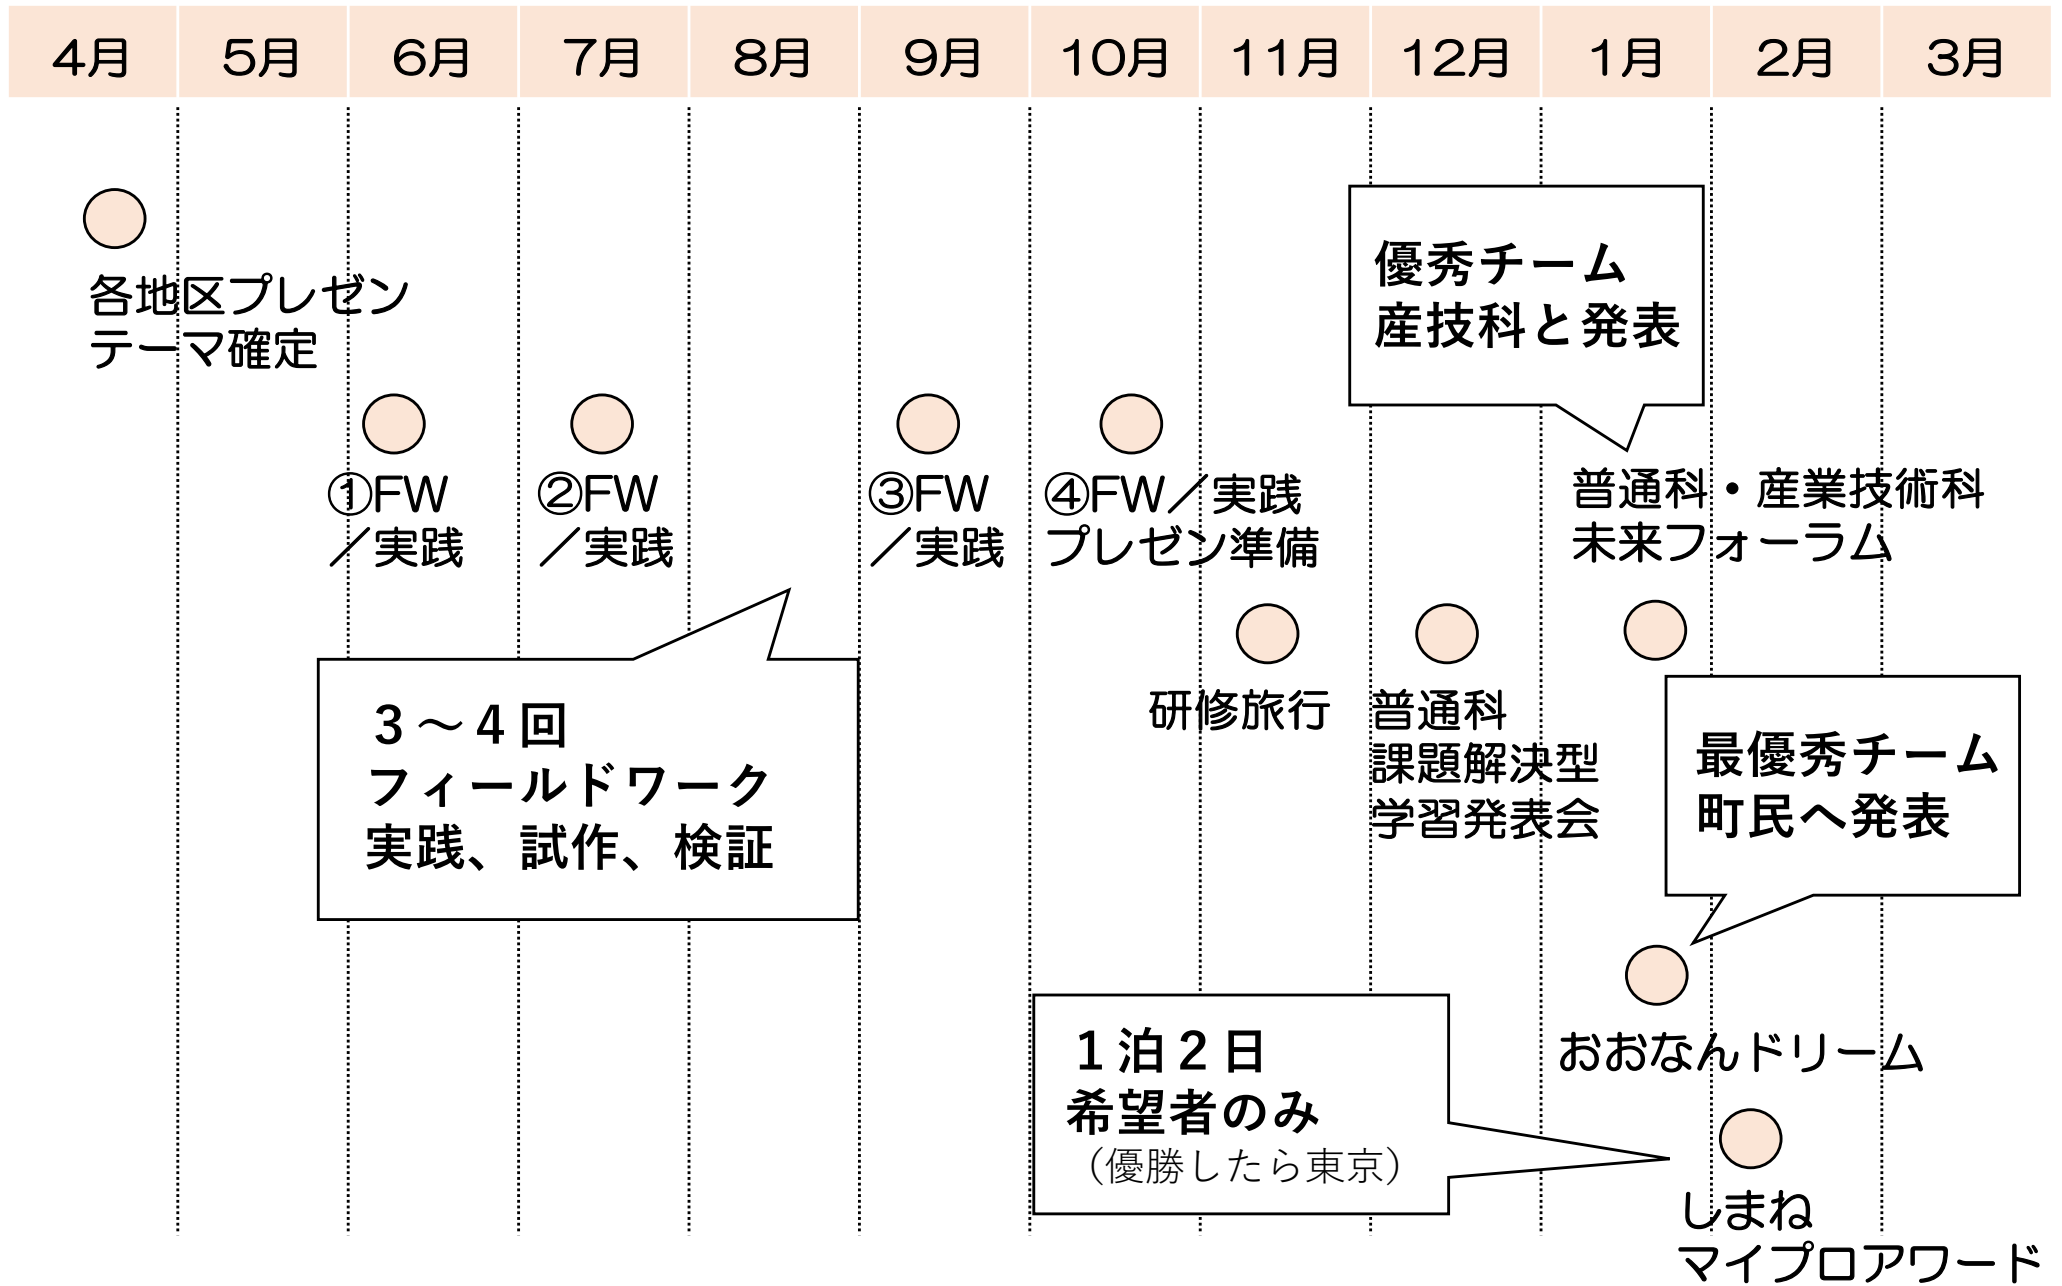 4月 5月 6月 7月 8月 9月 10月 11月 12月 1月 2月 3月
各地区プレゼン
テーマ確定
①FW
／実践
②FW
／実践
③FW
／実践
④FW／実践
プレゼン準備
優秀チーム
産技科と発表
普通科・産業技術科
未来フォーラム
３～４回
フィールドワーク
実践、試作、検証
研修旅行
普通科
課題解決型
学習発表会
最優秀チーム
町民へ発表
おおなんドリーム
１泊２日
希望者のみ
（優勝したら東京）
しまね
マイプロアワード